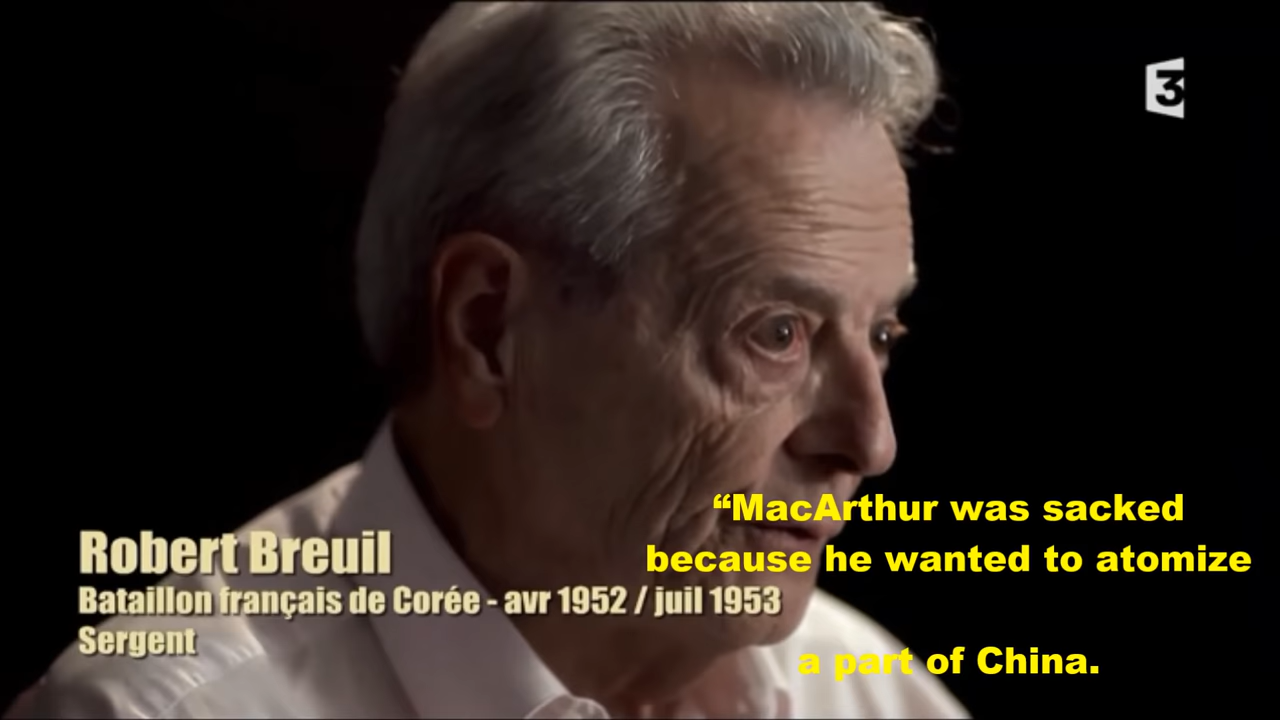 3
Robert Breuil
Bataillon français de Corée - avr 1952 / juil 1953
Sergent
“MacArthur was sacked
because he wanted to atomize
a part of China.